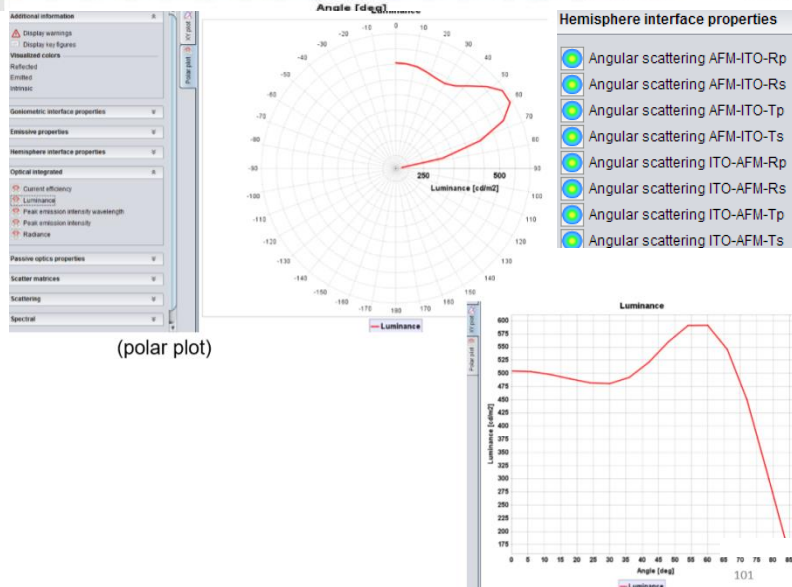 Additional information
Display warnings
Display key figures
Visualized colors
Reflected
Emitted
Intrinsic
Goniometric interface properties
Emissive properties
Hemisphere interface properties
Optical integrated
Current efficiency
Luminance
Peak emission intensity wavelength
Peak emission intensity
Radiance
Passive optics properties
Scatter matrices
Scattering
Spectral
XY plot
Polar plot
Angle [deg]
Luminance
-10 0 10
-20 20
-30 30
-40 40
-50 50
-60 60
-70 70
-80 80
-90 90
250 500
Luminance [cd/m2]
-100 100
-110 110
-120 120
-130 130
-140 140
-150 150
-160 160
-170 180 170
Luminance
(polar plot)
Hemisphere interface properties
Angular scattering AFM-ITO-Rp
Angular scattering AFM-ITO-Rs
Angular scattering AFM-ITO-Tp
Angular scattering AFM-ITO-Ts
Angular scattering ITO-AFM-Rp
Angular scattering ITO-AFM-Rs
Angular scattering ITO-AFM-Tp
Angular scattering ITO-AFM-Ts
XY plot
Polar plot
Luminance
600
575
550
525
500
475
450
425
400
375
350
325
300
275
250
225
200
175
Luminance [cd/m2]
0 5 10 15 20 25 30 35 40 45 50 55 60 65 70 75 80 85
Angle [deg]
101
Luminance